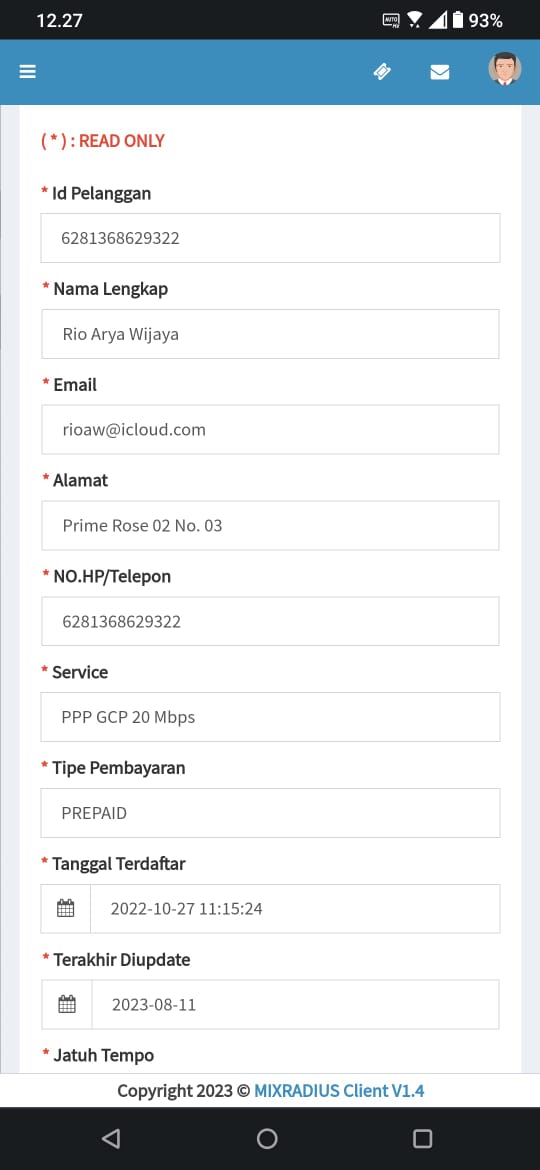 12.27
AUTO
93%
( * ) : READ ONLY
* Id Pelanggan
6281368629322
* Nama Lengkap
Rio Arya Wijaya
* Email
rioaw@icloud.com
* Alamat
Prime Rose 02 No. 03
* NO.HP/Telepon
6281368629322
* Service
PPP GCP 20 Mbps
* Tipe Pembayaran
PREPAID
* Tanggal Terdaftar
2022-10-27 11:15:24
* Terakhir Diupdate
2023-08-11
* Jatuh Tempo
Copyright 2023 © MIXRADIUS Client V1.4